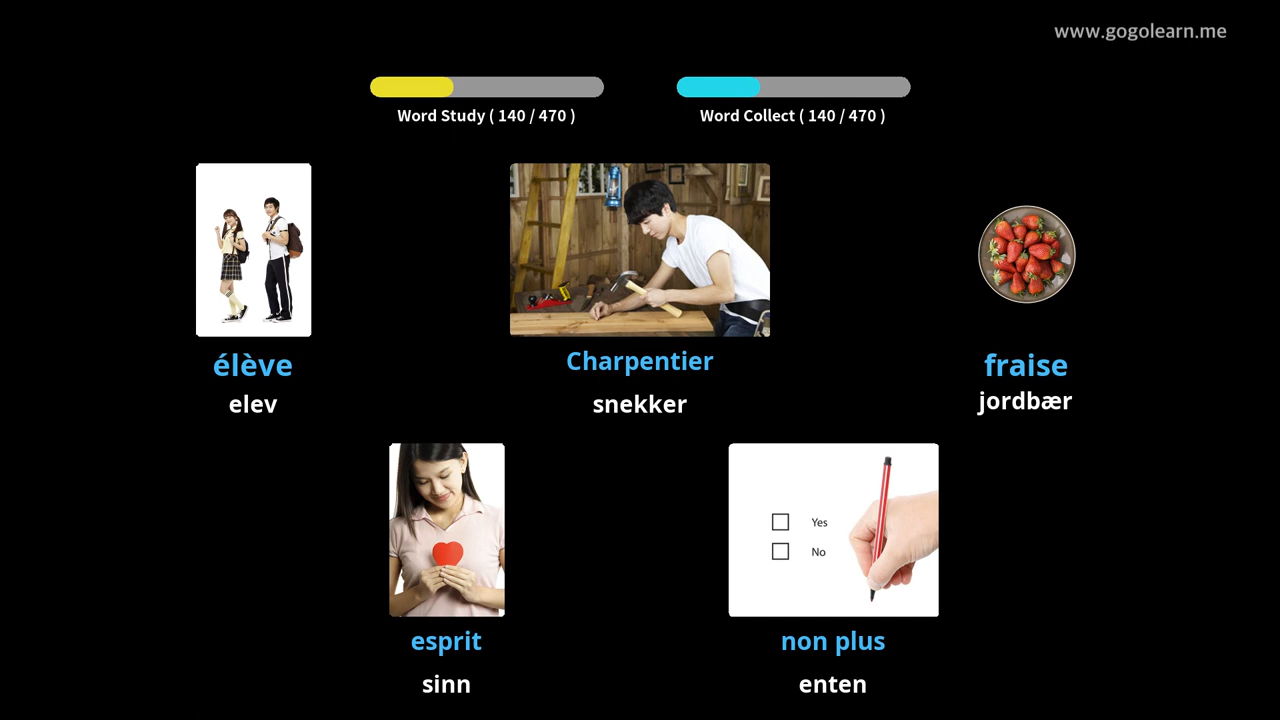 www.gogolearn.me
Word Study ( 140 / 470 )
Word Collect ( 140 / 470 )
élève
Charpentier
fraise
elev
snekker
jordbær
Yes
No
esprit
non plus
sinn
enten